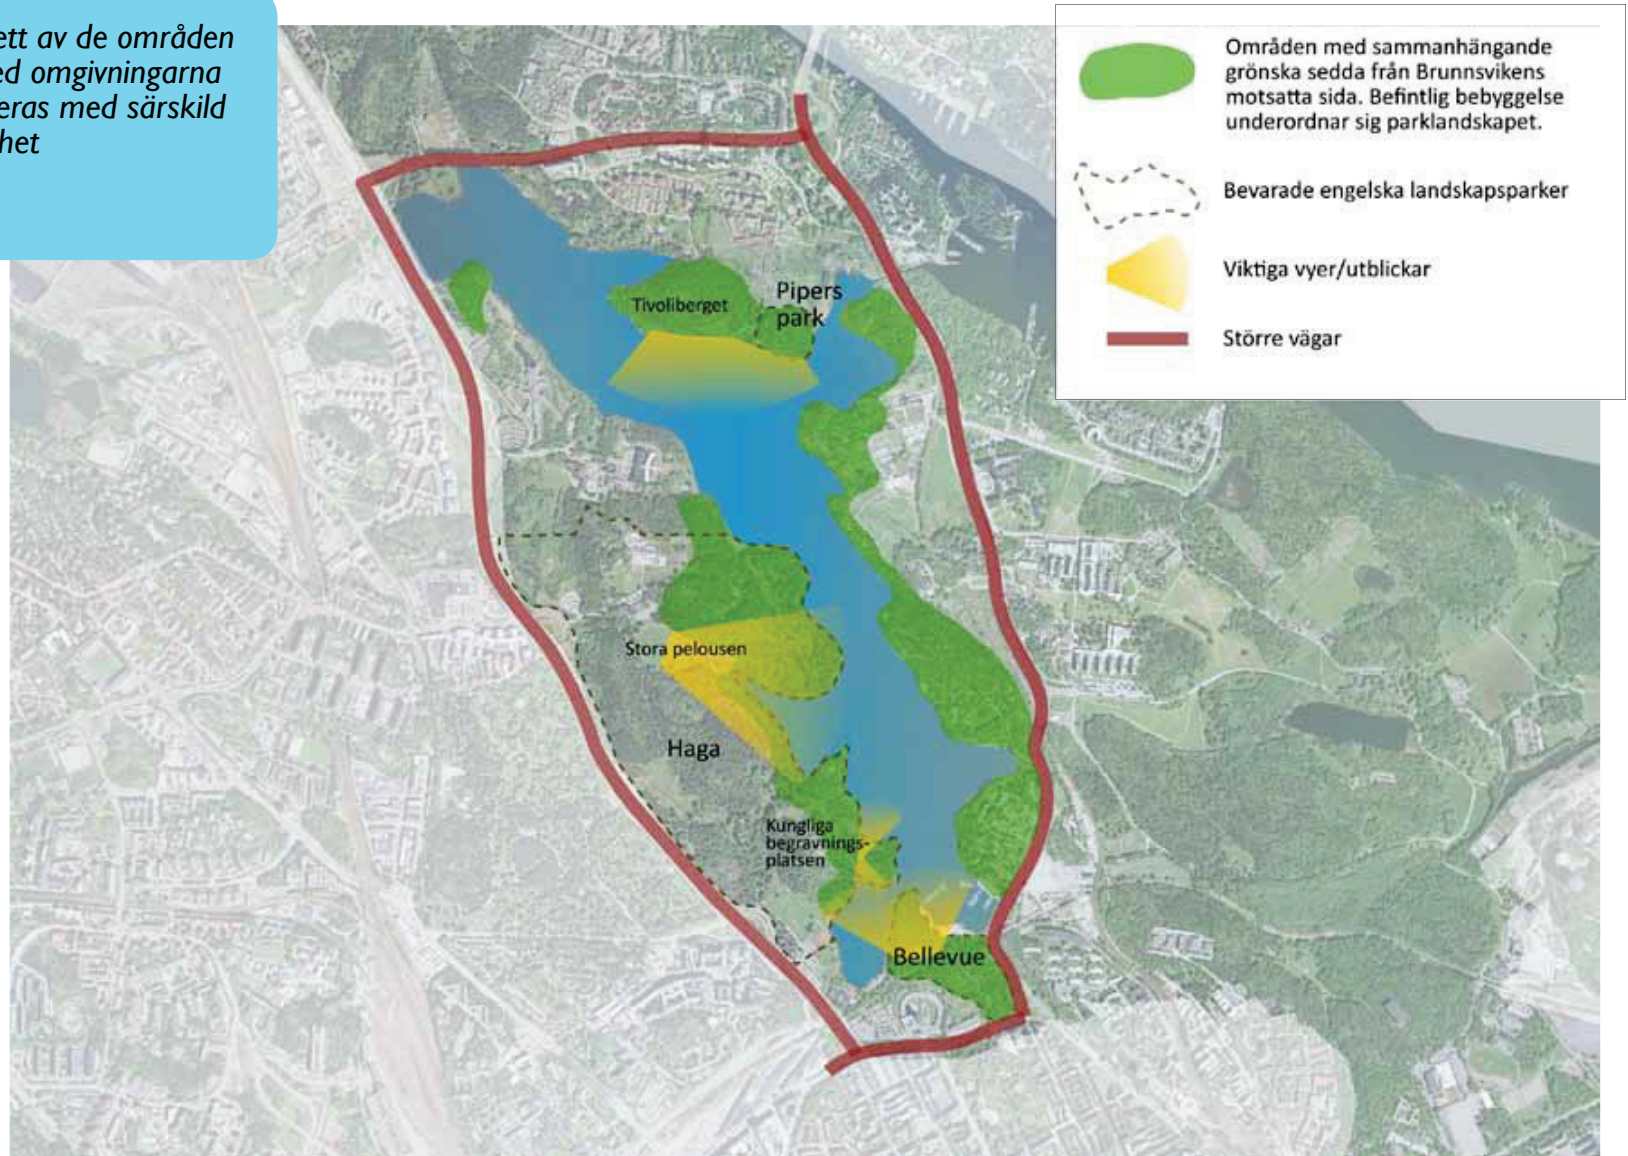 ett av de områden
ed omgivningarna
eras med särskild
het
Områden med sammanhängande
grönska sedda från Brunnsvikens
motsatta sida. Befintlig bebyggelse
underordnar sig parklandskapet.
Bevarade engelska landskapsparker
Viktiga vyer/utblickar
Större vägar
Tivoliberget
Pipers
park
Stora pelousen
Haga
Kungliga
begravnings-
platsen
Bellevue